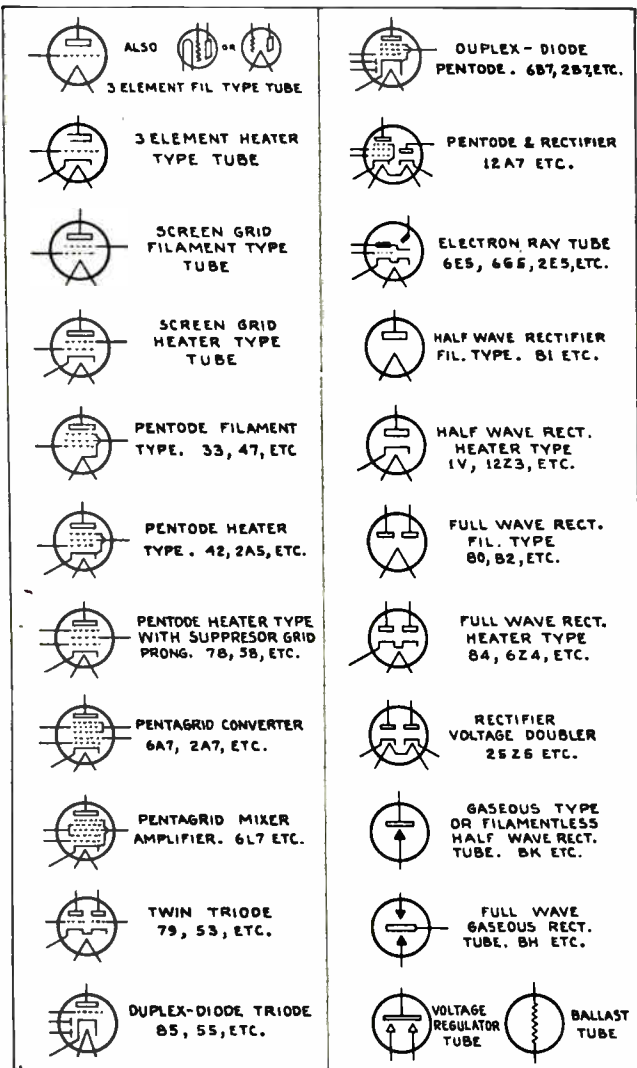 ALSO OR
3 ELEMENT FIL TYPE TUBE
3 ELEMENT HEATER
TYPE TUBE
SCREEN GRID
FILAMENT TYPE
TUBE
SCREEN GRID
HEATER TYPE
TUBE
PENTODE FILAMENT
TYPE. 33, 47, ETC
PENTODE HEATER
TYPE. 42, 2A5, ETC.
PENTODE HEATER TYPE
WITH SUPPRESOR GRID
PRONG. 78, 58, ETC.
PENTAGRID CONVERTER
6A7, 2A7, ETC.
PENTAGRID MIXER
AMPLIFIER. 6L7 ETC.
TWIN TRIODE
79, 53, ETC.
DUPLEX-DIODE TRIODE
85, 55, ETC.
DUPLEX-DIODE
PENTODE. 6B7, 2B7, ETC.
PENTODE & RECTIFIER
12A7 ETC.
ELECTRON RAY TUBE
6E5, 6G5, 2E5, ETC.
HALF WAVE RECTIFIER
FIL. TYPE. 81 ETC.
HALF WAVE RECT.
HEATER TYPE
1V, 12Z3, ETC.
FULL WAVE RECT.
FIL. TYPE
80, 82, ETC.
FULL WAVE RECT.
HEATER TYPE
84, 6Z4, ETC.
RECTIFIER
VOLTAGE DOUBLER
25Z5 ETC.
GASEOUS TYPE
OR FILAMENTLESS
HALF WAVE RECT.
TUBE. BK ETC.
FULL WAVE
GASEOUS RECT.
TUBE. BH ETC.
VOLTAGE
REGULATOR
TUBE
BALLAST
TUBE